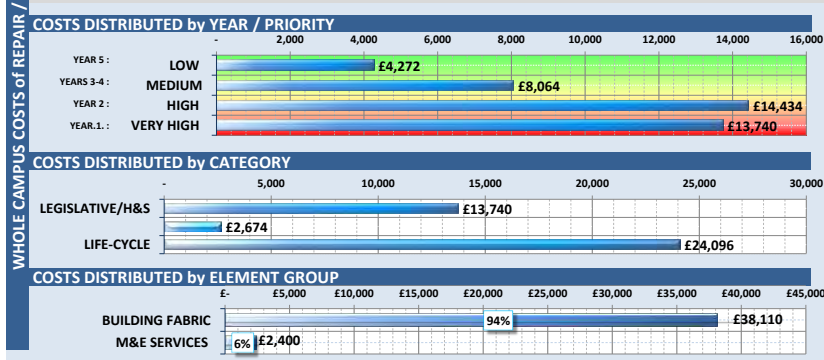 WHOLE CAMPUS COSTS of REPAIR /
COSTS DISTRIBUTED by YEAR / PRIORITY
- 2,000 4,000 6,000 8,000 10,000 12,000 14,000 16,000
YEAR 5 : LOW £4,272
YEARS 3-4 : MEDIUM £8,064
YEAR 2 : HIGH £14,434
YEAR.1. : VERY HIGH £13,740
COSTS DISTRIBUTED by CATEGORY
- 5,000 10,000 15,000 20,000 25,000 30,000
LEGISLATIVE/H&S £13,740
£2,674
LIFE-CYCLE £24,096
COSTS DISTRIBUTED by ELEMENT GROUP
£- £5,000 £10,000 £15,000 £20,000 £25,000 £30,000 £35,000 £40,000 £45,000
BUILDING FABRIC 94% £38,110
M&E SERVICES 6% £2,400